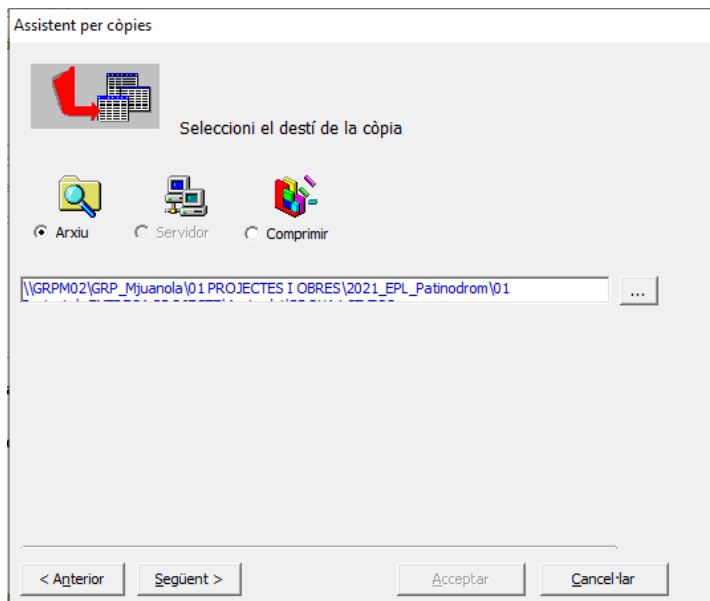 Assistent per còpies
Seleccioni el destí de la còpia
Arxiu
Servidor
Comprimir
\\GRPM02\GRP_Mjuanola\01 PROJECTES I OBRES\2021_EPL_Patinodrom\01
...
< Anterior
Següent >
Acceptar
Cancel·lar